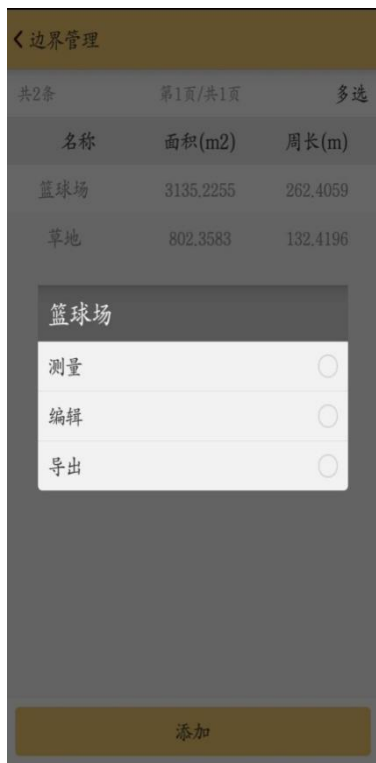 边界管理
共2条 第1页/共1页 多选
名称 面积(m2) 周长(m)
篮球场 3135.2255 262.4059
草地 802.3583 132.4196
篮球场
测量
编辑
导出
添加